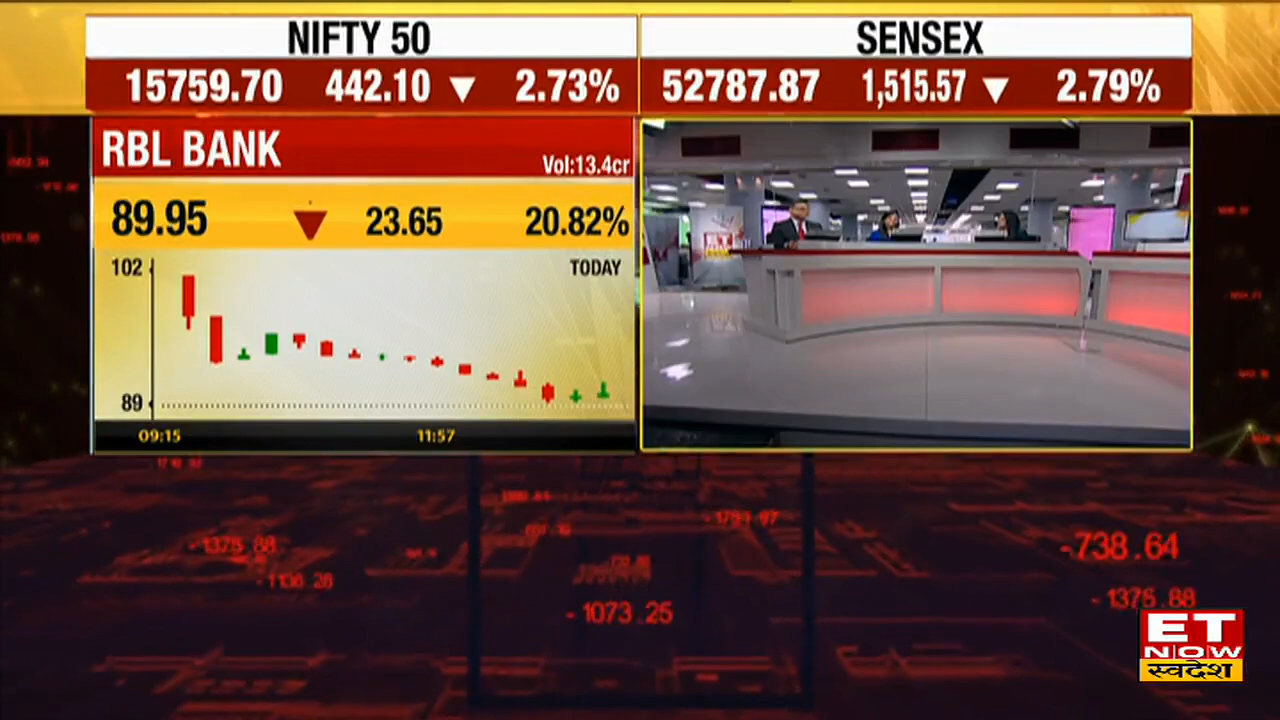 NIFTY 50
15759.70 442.10 ▼ 2.73%
SENSEX
52787.87 1,515.57 ▼ 2.79%
RBL BANK
Vol:13.4cr
89.95 ▼ 23.65 20.82%
102
TODAY
89
09:15 11:57
-1793.97
-738.64
-1375.88
-1136.26
-1073.25
-1375.88
ET
NOW
स्वदेश